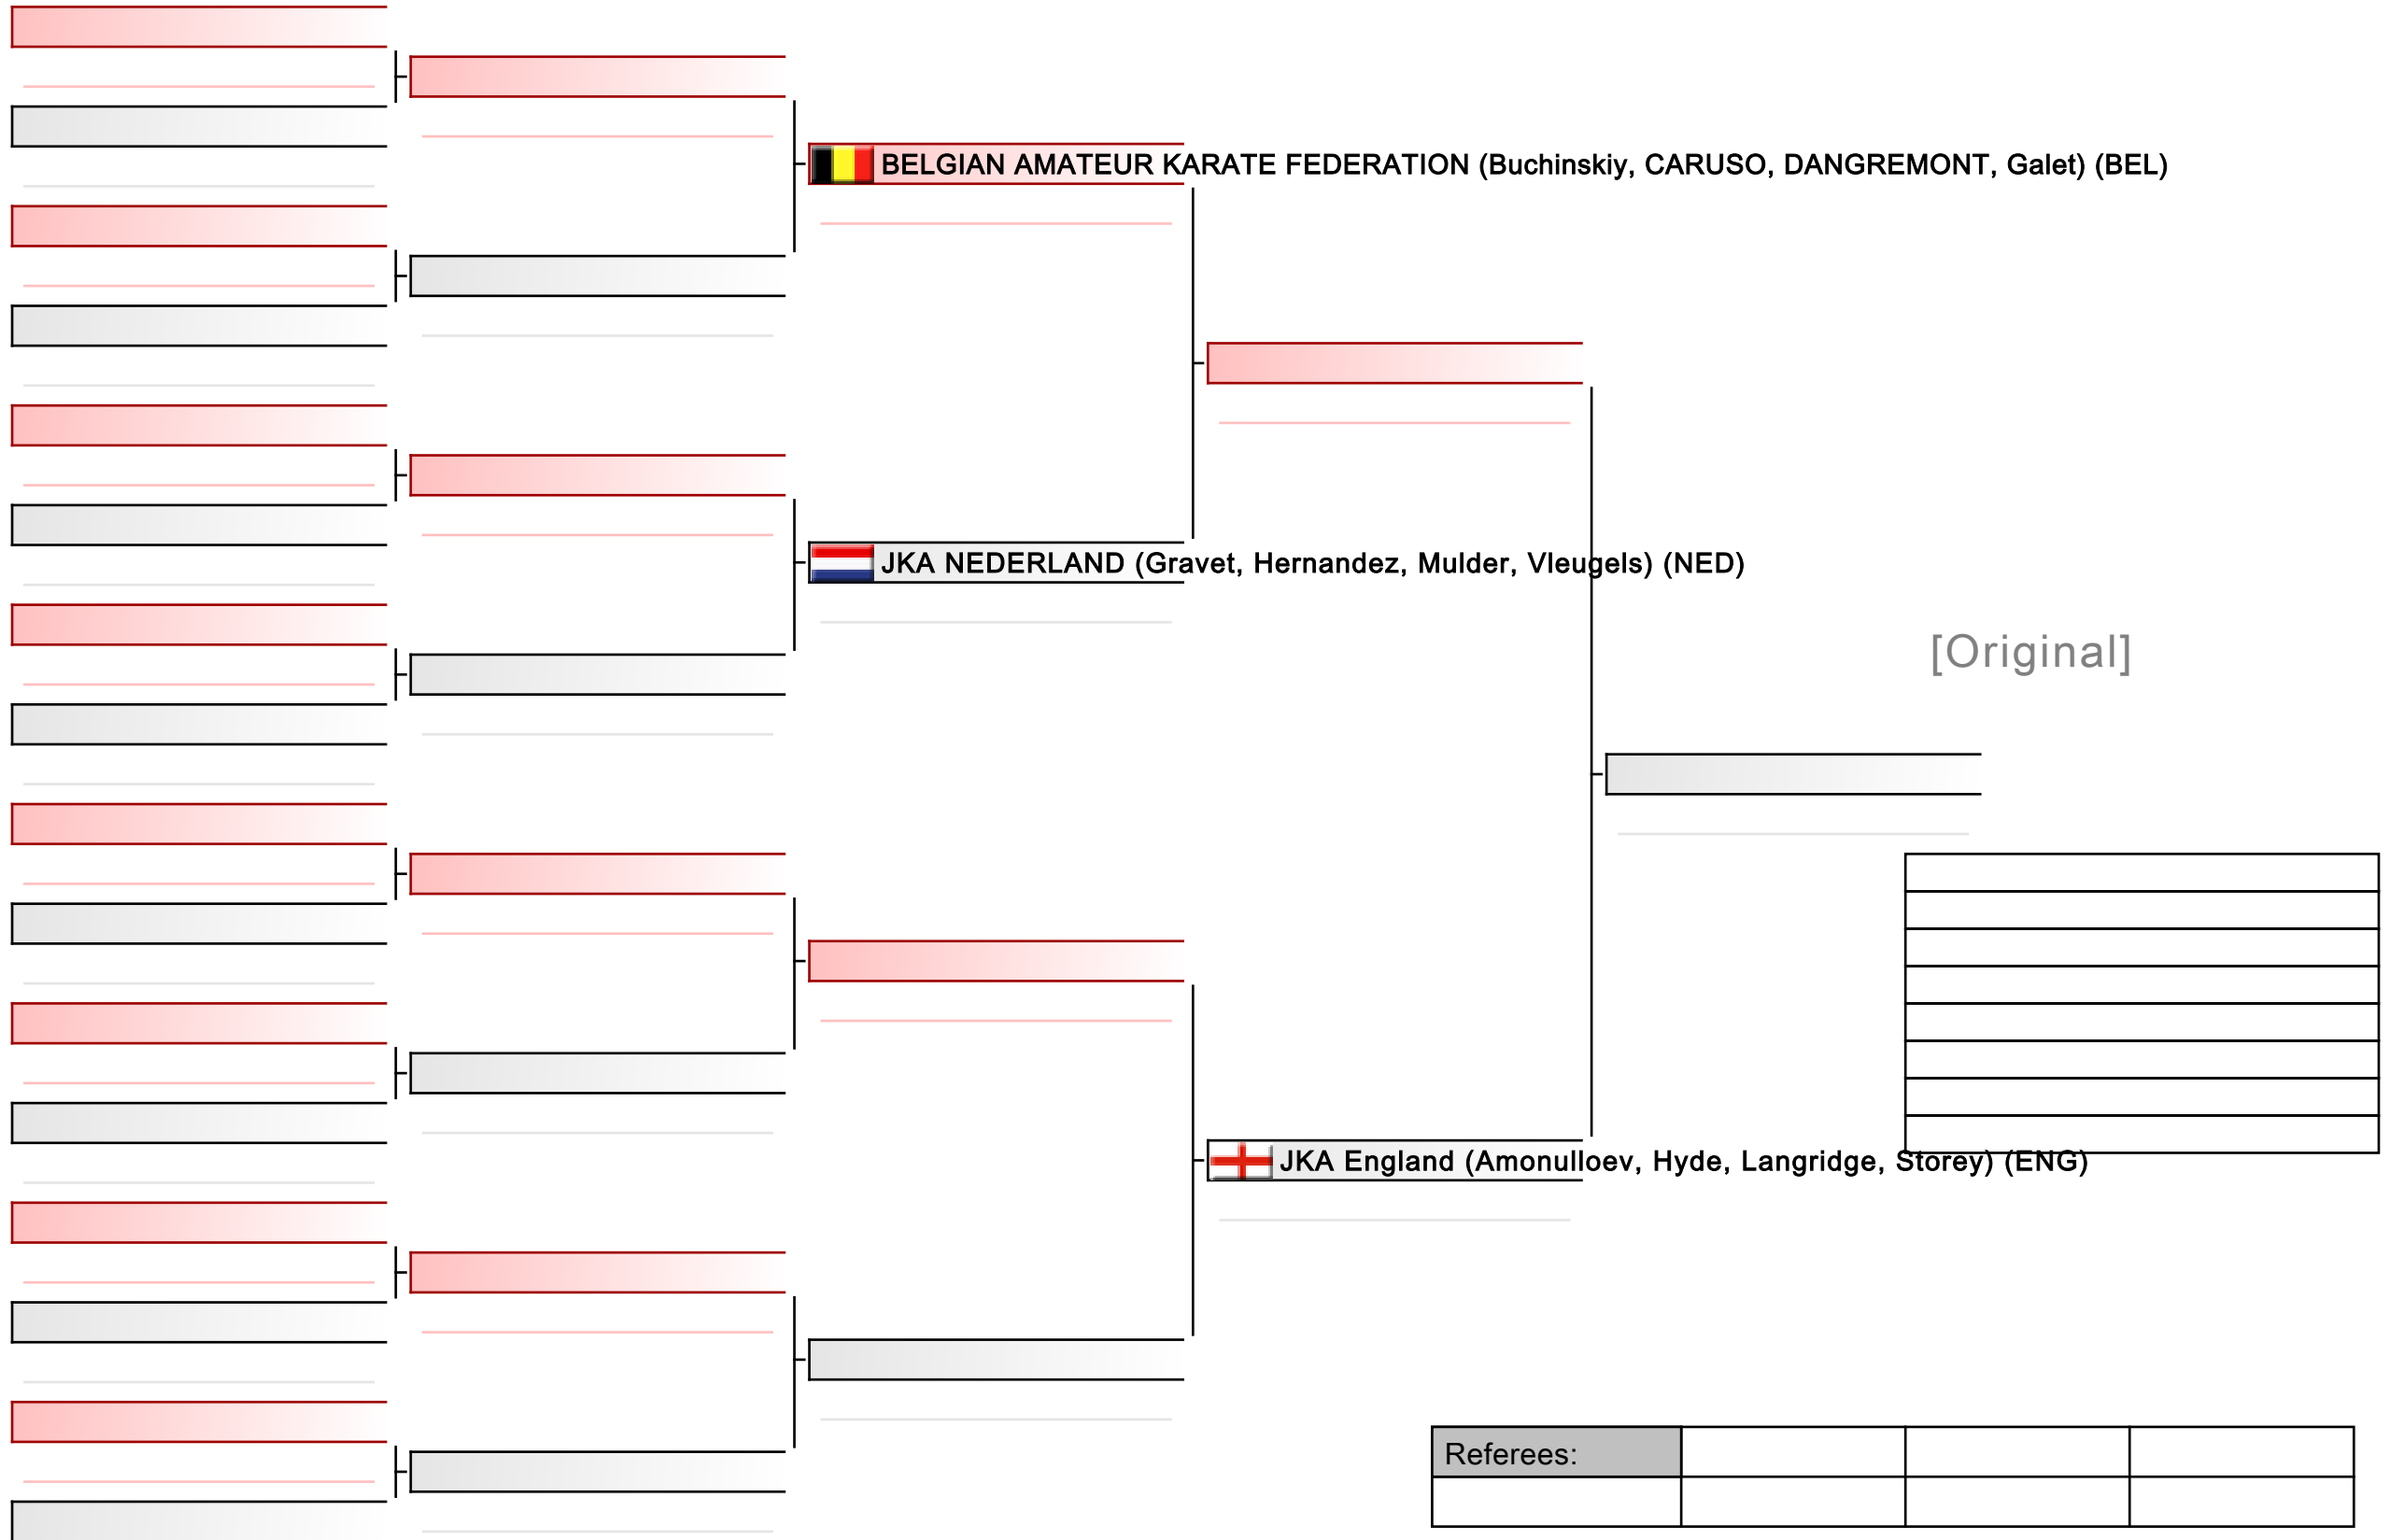 BELGIAN AMATEUR KARATE FEDERATION (Buchinskiy, CARUSO, DANGREMONT, Galet) (BEL)
JKA NEDERLAND (Gravet, Hernandez, Mulder, Vleugels) (NED)
[Original]
JKA England (Amonulloev, Hyde, Langridge, Storey) (ENG)
Referees: